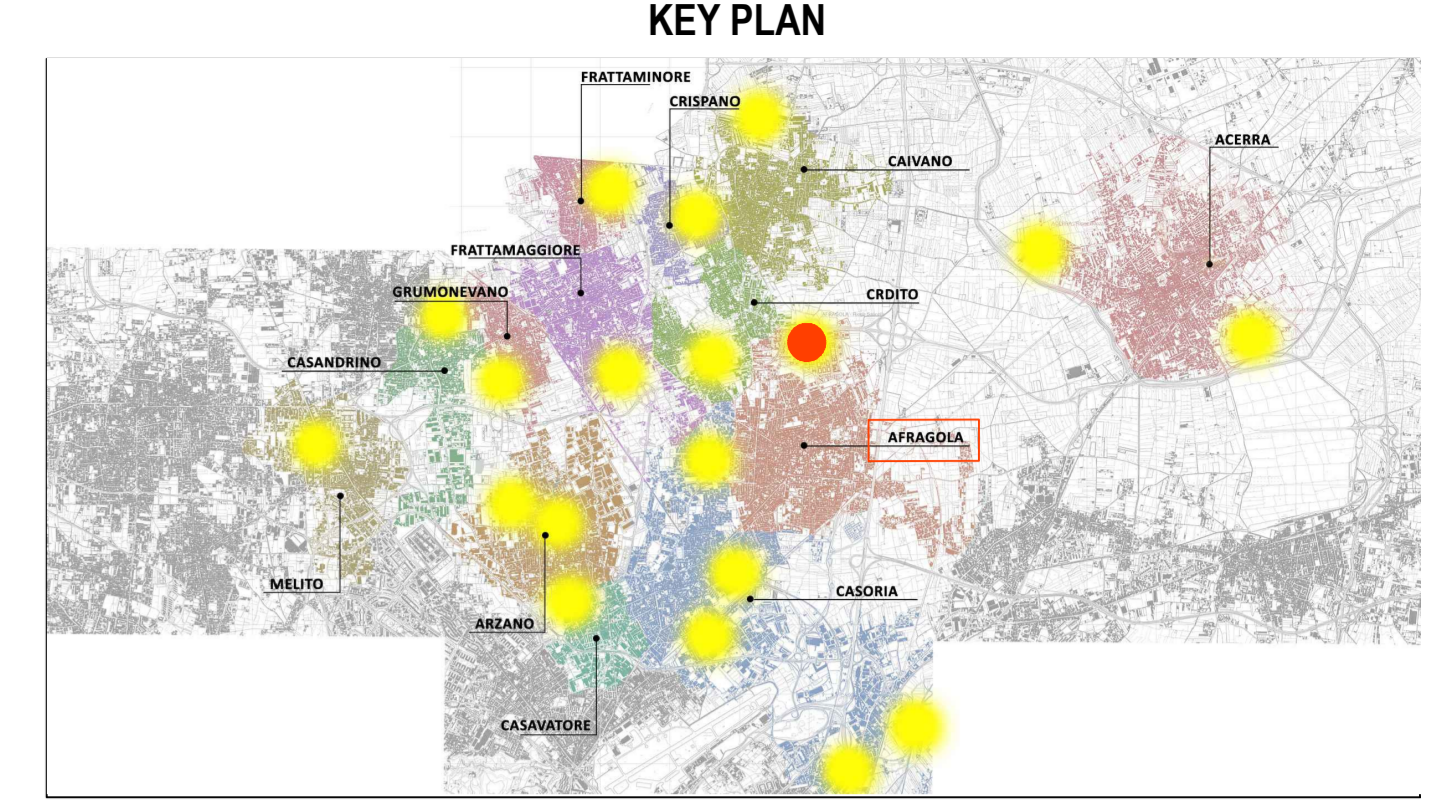 KEY PLAN
FRATTAMINORE
CRISPANO
ACERRA
CAIVANO
FRATTAMAGGIORE
GRUMONEVANO
CRDITO
CASANDRINO
AFRAGOLA
MELITO
CASORIA
ARZANO
CASAVATORE